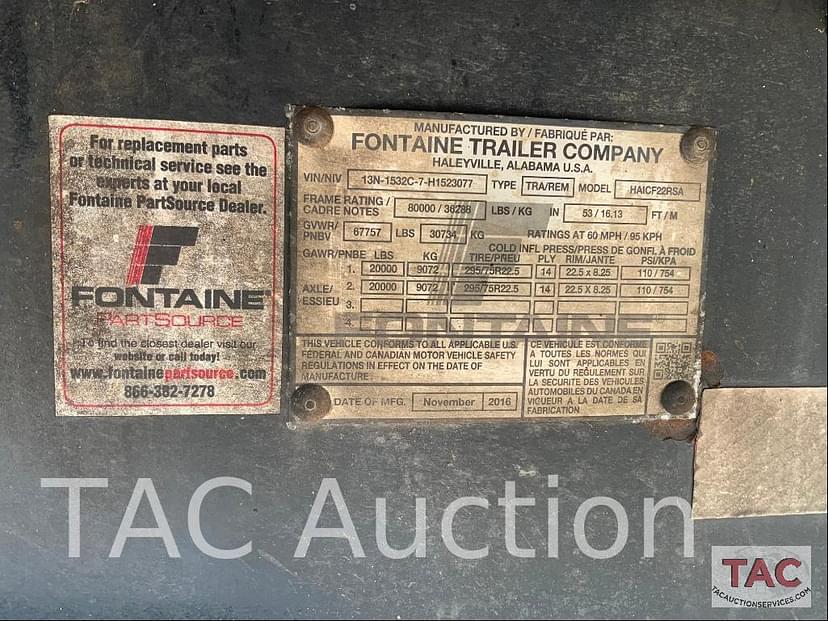 For replacement parts
or technical service see the
experts at your local
Fontaine PartSource Dealer.
FONTAINE
PARTSOURCE
To find the closest dealer visit our
website or call today!
www.fontainepartsource.com
866-382-7278
MANUFACTURED BY / FABRIQUÉ PAR:
FONTAINE TRAILER COMPANY
HALEYVILLE, ALABAMA U.S.A.
VIN/NIV 13N-1532C-7-H1523077 TYPE TRA/REM MODEL HAICF22RSA
FRAME RATING / CADRE NOTES 80000 / 36288 LBS / KG IN 53 / 16.13 FT / M
GVWR/ PNBV 67757 LBS 30734 KG RATINGS AT 60 MPH / 95 KPH
COLD INFL PRESS/PRESS DE GONFL À FROID
GAWR/PNBE LBS KG TIRE/PNEU PLY RIM/JANTE PSI/KPA
1. 20000 9072 295/75R22.5 14 22.5 X 8.25 110 / 754
AXLE/ ESSIEU 2. 20000 9072 295/75R22.5 14 22.5 X 8.25 110 / 754
3.
4.
FONTAINE
THIS VEHICLE CONFORMS TO ALL APPLICABLE U.S.
FEDERAL AND CANADIAN MOTOR VEHICLE SAFETY
REGULATIONS IN EFFECT ON THE DATE OF
MANUFACTURE
CE VEHICULE EST CONFORME
A TOUTES LES NORMES QUI
LUI SONT APPLICABLES EN
VERTU DU REGULEMENT SUR
LA SECURITE DES VEHICULES
AUTOMOBILES DU CANADA EN
VIGUEUR A LA DATE DE SA
FABRICATION
DATE OF MFG. November 2016
TAC Auction
TAC
TACAUCTIONSERVICES.COM